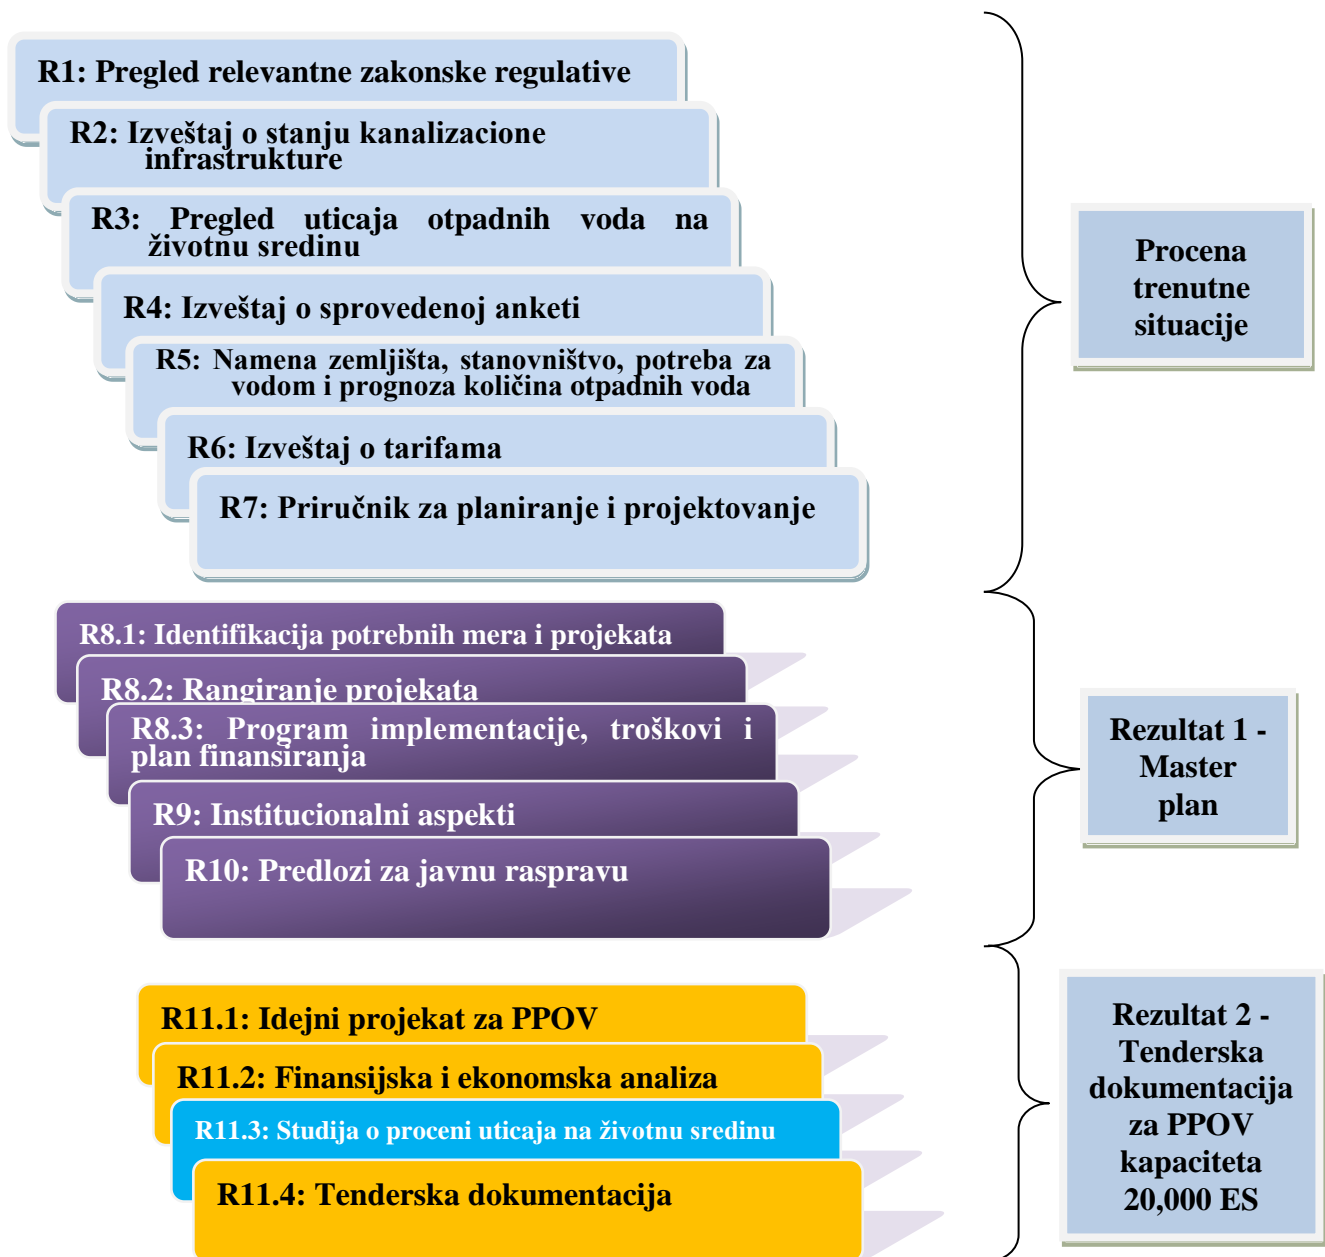 R1: Pregled relevantne zakonske regulative
R2: Izveštaj o stanju kanalizacione
infrastrukture
R3: Pregled uticaja otpadnih voda na
životnu sredinu
R4: Izveštaj o sprovedenoj anketi
R5: Namena zemljišta, stanovništvo, potreba za
vodom i prognoza količina otpadnih voda
R6: Izveštaj o tarifama
R7: Priručnik za planiranje i projektovanje
Procena
trenutne
situacije
R8.1: Identifikacija potrebnih mera i projekata
R8.2: Rangiranje projekata
R8.3: Program implementacije, troškovi i
plan finansiranja
R9: Institucionalni aspekti
R10: Predlozi za javnu raspravu
Rezultat 1 -
Master
plan
R11.1: Idejni projekat za PPOV
R11.2: Finansijska i ekonomska analiza
R11.3: Studija o proceni uticaja na životnu sredinu
R11.4: Tenderska dokumentacija
Rezultat 2 -
Tenderska
dokumentacija
za PPOV
kapaciteta
20,000 ES